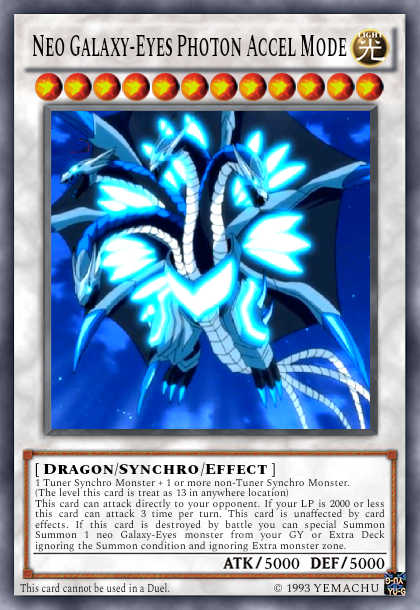 NEO GALAXY-EYES PHOTON ACCEL MODE
LIGHT
光
[ DRAGON/SYNCHRO/EFFECT ]
1 Tuner Synchro Monster + 1 or more non-Tuner Synchro Monster.
(The level this card is treat as 13 in anywhere location)
This card can attack directly to your opponent. If your LP is 2000 or less
this card can attack 3 time per turn. This card is unaffected by card
effects. If this card is destroyed by battle you can special Summon
Summon 1 neo Galaxy-Eyes monster from your GY or Extra Deck
ignoring the Summon condition and ignoring Extra monster zone.
ATK/5000 DEF/5000
This card cannot be used in a Duel.
© 1993 YEMACHU